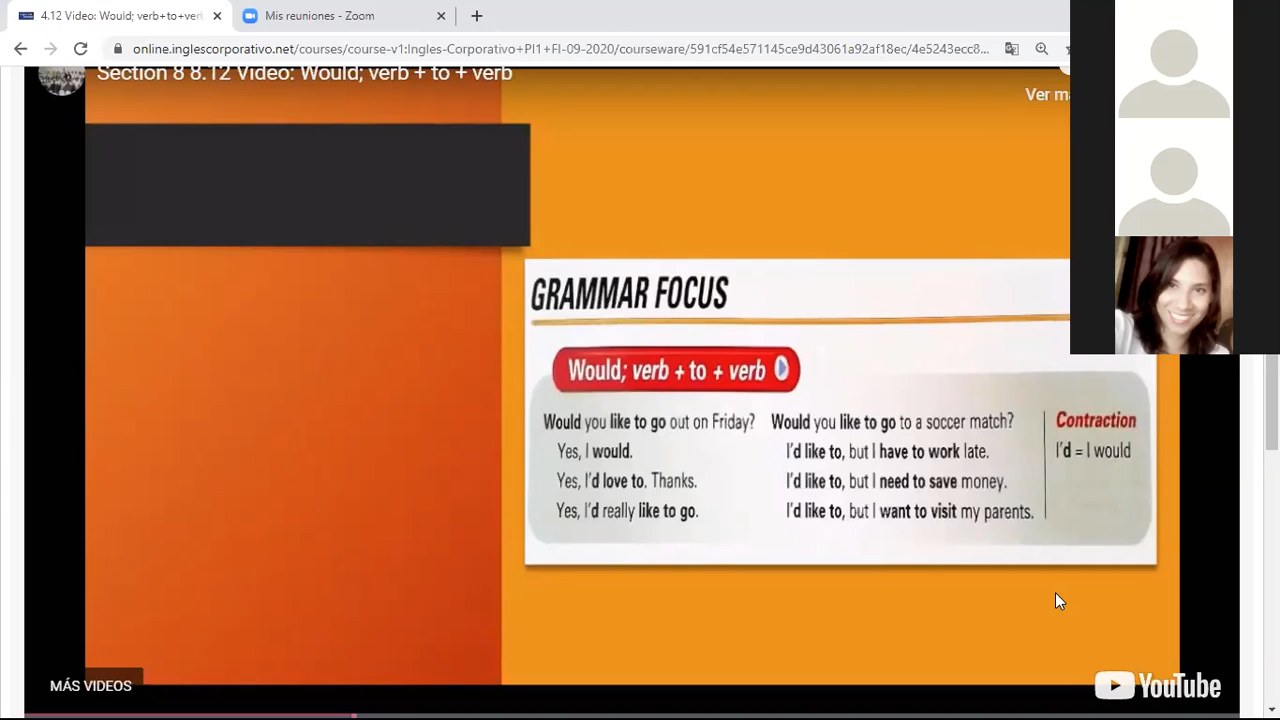 4.12 Video: Would; verb+to+verb
Mis reuniones - Zoom
online.inglescorporativo.net/courses/course-v1:Ingles-Corporativo+PI1+FI-09-2020/courseware/591cf54e571145ce9d43061a92af18ec/4e5243ecc8...
Section 8 8.12 Video: Would; verb + to + verb
Ver
GRAMMAR FOCUS
Would; verb + to + verb
Would you like to go out on Friday?
Yes, I would.
Yes, I'd love to. Thanks.
Yes, I'd really like to go.
Would you like to go to a soccer match?
I'd like to, but I have to work late.
I'd like to, but I need to save money.
I'd like to, but I want to visit my parents.
Contraction
I'd = I would
MÁS VIDEOS
YouTube